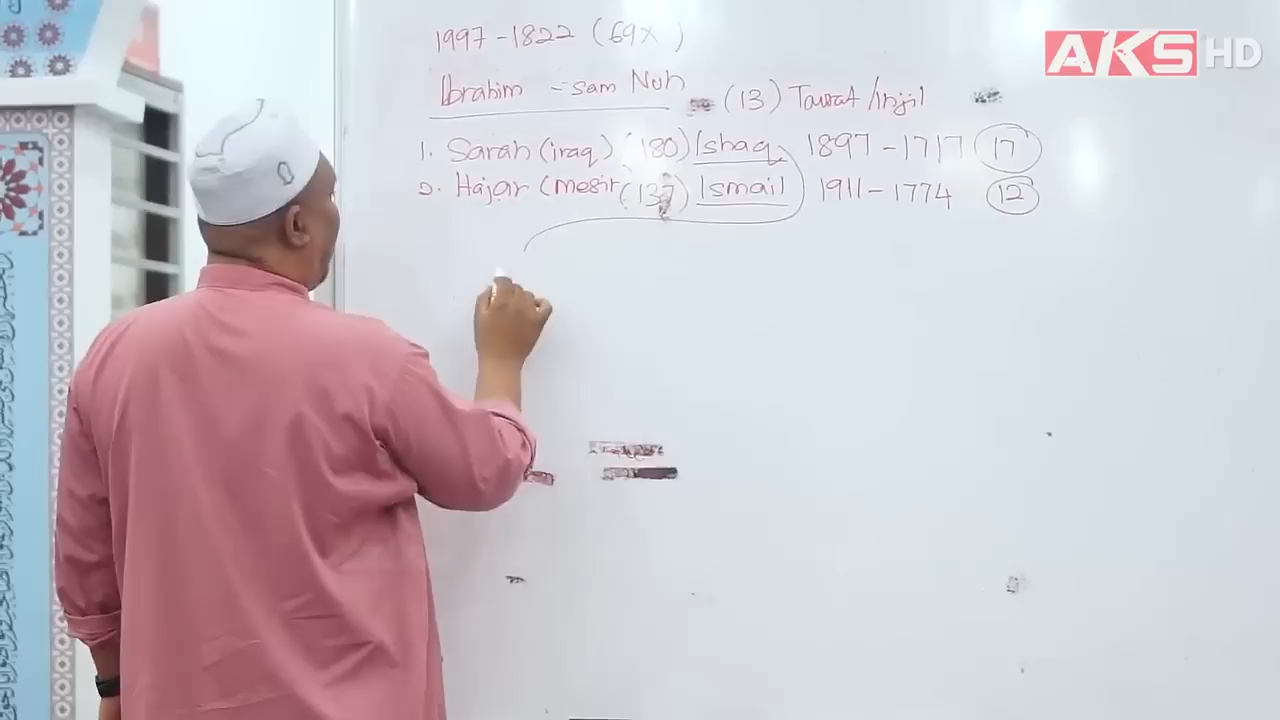 AKS HD
1997 - 1822 (69x )
Ibrahim = sam Nuh
(13) Tawrat/Injil
1. Sarah (iraq) (180) Ishaq 1897 - 1717 17
2. Hajar (mesir (137) Ismail 1911 - 1774 12